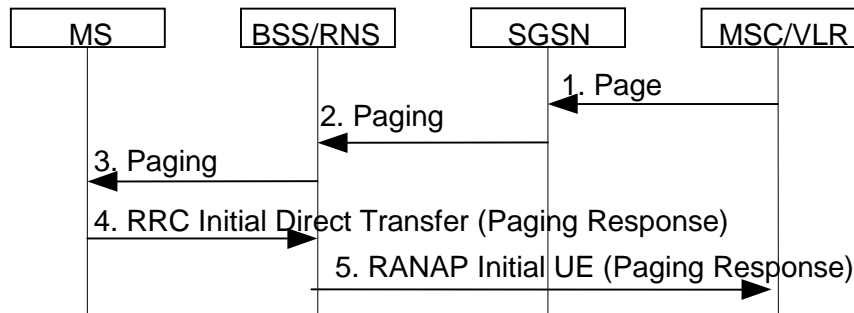 MS
BSS/RNS
SGSN
MSC/VLR
1. Page
2. Paging
3. Paging
4. RRC Initial Direct Transfer (Paging Response)
5. RANAP Initial UE (Paging Response)